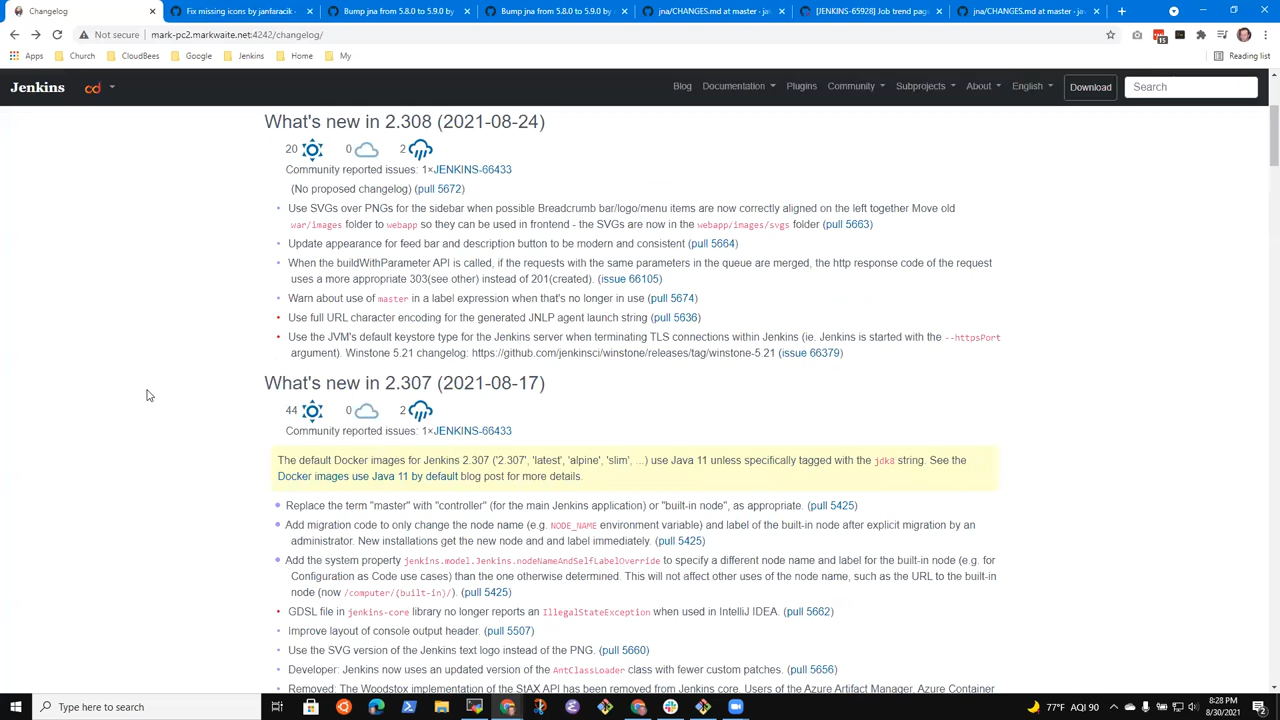 Changelog
Fix missing icons by janfaracik ·
Bump jna from 5.8.0 to 5.9.0 by
Bump jna from 5.8.0 to 5.9.0 by
jna/CHANGES.md at master · jav
[JENKINS-65928] Job trend page
jna/CHANGES.md at master · jav
Not secure | mark-pc2.markwaite.net:4242/changelog/
15
Apps
Church
CloudBees
Google
Jenkins
Home
My
Reading list
Jenkins
cd
Blog
Documentation
Plugins
Community
Subprojects
About
English
Download
Search
What's new in 2.308 (2021-08-24)
20 0 2
Community reported issues: 1×JENKINS-66433
(No proposed changelog) (pull 5672)
Use SVGs over PNGs for the sidebar when possible Breadcrumb bar/logo/menu items are now correctly aligned on the left together Move old
war/images folder to webapp so they can be used in frontend - the SVGs are now in the webapp/images/svgs folder (pull 5663)
Update appearance for feed bar and description button to be modern and consistent (pull 5664)
When the buildWithParameter API is called, if the requests with the same parameters in the queue are merged, the http response code of the request
uses a more appropriate 303(see other) instead of 201(created). (issue 66105)
Warn about use of master in a label expression when that's no longer in use (pull 5674)
Use full URL character encoding for the generated JNLP agent launch string (pull 5636)
Use the JVM's default keystore type for the Jenkins server when terminating TLS connections within Jenkins (ie. Jenkins is started with the --httpsPort
argument). Winstone 5.21 changelog: https://github.com/jenkinsci/winstone/releases/tag/winstone-5.21 (issue 66379)
What's new in 2.307 (2021-08-17)
44 0 2
Community reported issues: 1×JENKINS-66433
The default Docker images for Jenkins 2.307 ('2.307', 'latest', 'alpine', 'slim', ...) use Java 11 unless specifically tagged with the jdk8 string. See the
Docker images use Java 11 by default blog post for more details.
Replace the term "master" with "controller" (for the main Jenkins application) or "built-in node", as appropriate. (pull 5425)
Add migration code to only change the node name (e.g. NODE_NAME environment variable) and label of the built-in node after explicit migration by an
administrator. New installations get the new node and and label immediately. (pull 5425)
Add the system property jenkins.model.Jenkins.nodeNameAndSelfLabelOverride to specify a different node name and label for the built-in node (e.g. for
Configuration as Code use cases) than the one otherwise determined. This will not affect other uses of the node name, such as the URL to the built-in
node (now /computer/(built-in)/). (pull 5425)
GDSL file in jenkins-core library no longer reports an IllegalStateException when used in IntelliJ IDEA. (pull 5662)
Improve layout of console output header. (pull 5507)
Use the SVG version of the Jenkins text logo instead of the PNG. (pull 5660)
Developer: Jenkins now uses an updated version of the AntClassLoader class with fewer custom patches. (pull 5656)
Removed: The Woodstox implementation of the StAX API has been removed from Jenkins core. Users of the Azure Artifact Manager, Azure Container
Type here to search
77°F AQI 90
8:28 PM
8/30/2021